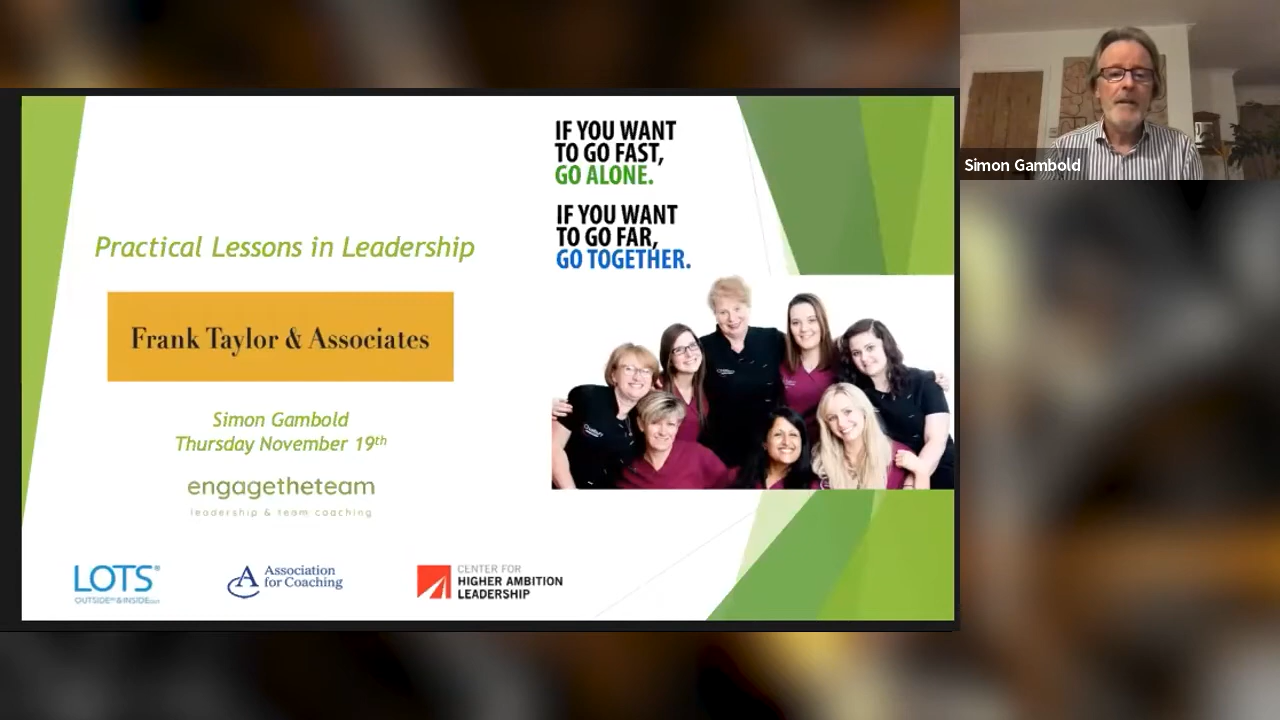 Practical Lessons in Leadership
Frank Taylor & Associates
Simon Gambold
Thursday November 19th
engagetheteam
leadership & team coaching
LOTS®
Association
for Coaching
CENTER FOR
HIGHER AMBITION
LEADERSHIP
IF YOU WANT
TO GO FAST,
GO ALONE.
IF YOU WANT
TO GO FAR,
GO TOGETHER.
Simon Gambold